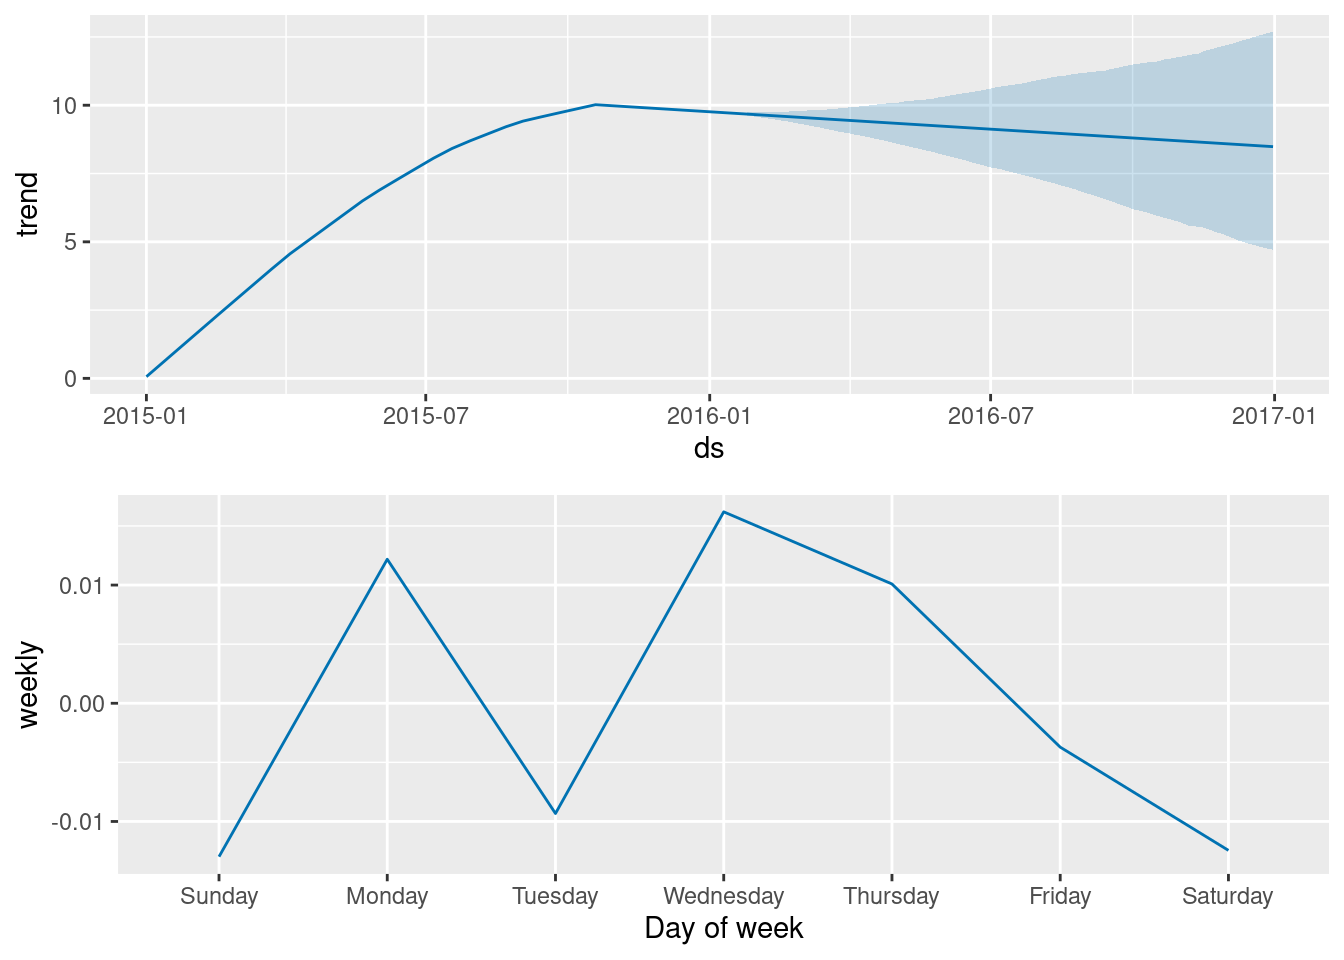 trend
10
5
0
2015-01 2015-07 2016-01 2016-07 2017-01
ds
weekly
0.01
0.00
-0.01
Sunday Monday Tuesday Wednesday Thursday Friday Saturday
Day of week